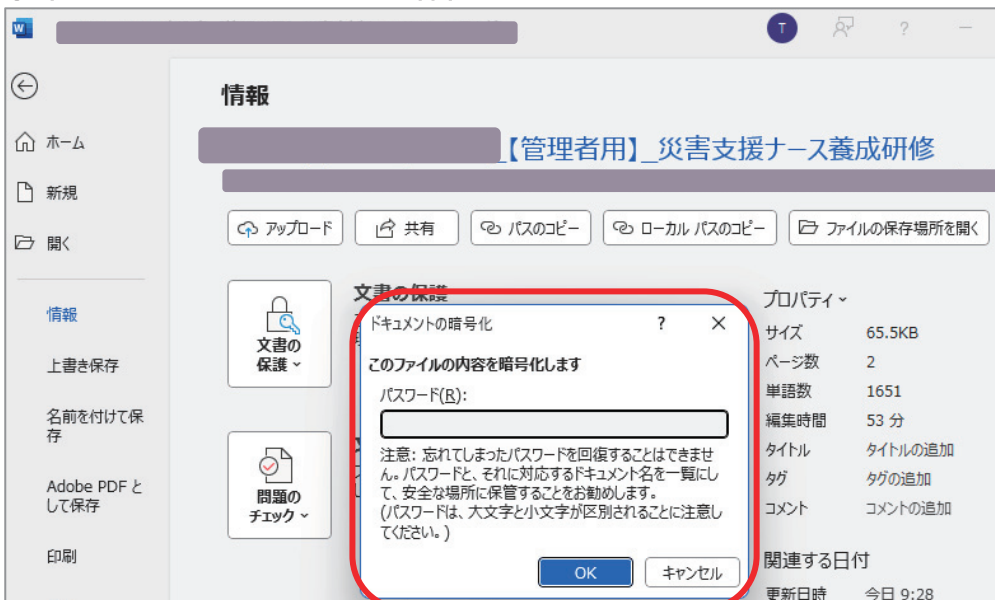 W
T
?
情報
ホーム
【管理者用】_災害支援ナース養成研修
新規
アップロード
共有
パスのコピー
ローカル パスのコピー
ファイルの保存場所を開く
開く
情報
上書き保存
名前を付けて保
存
Adobe PDF と
して保存
印刷
文書の
保護
文書の保護
問題の
チェック
ドキュメントの暗号化
?
×
このファイルの内容を暗号化します
パスワード(R):
注意: 忘れてしまったパスワードを回復することはできませ
ん。パスワードと、それに対応するドキュメント名を一覧にし
て、安全な場所に保管することをお勧めします。
(パスワードは、大文字と小文字が区別されることに注意し
てください。)
OK
キャンセル
プロパティ
サイズ 65.5KB
ページ数 2
単語数 1651
編集時間 53 分
タイトル タイトルの追加
タグ タグの追加
コメント コメントの追加
関連する日付
更新日時 今日 9:28